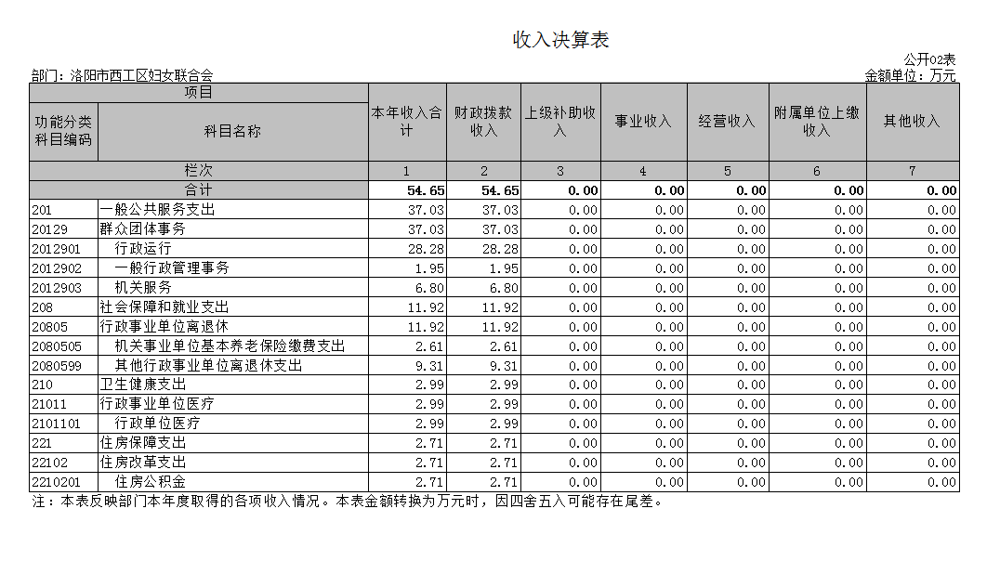 收入决算表
公开02表
部门：洛阳市西工区妇女联合会 金额单位：万元
项目 本年收入合计 财政拨款收入 上级补助收入 事业收入 经营收入 附属单位上缴收入 其他收入
功能分类科目编码 科目名称
栏次 1 2 3 4 5 6 7
合计 54.65 54.65 0.00 0.00 0.00 0.00 0.00
201 一般公共服务支出 37.03 37.03 0.00 0.00 0.00 0.00 0.00
20129 群众团体事务 37.03 37.03 0.00 0.00 0.00 0.00 0.00
2012901 行政运行 28.28 28.28 0.00 0.00 0.00 0.00 0.00
2012902 一般行政管理事务 1.95 1.95 0.00 0.00 0.00 0.00 0.00
2012903 机关服务 6.80 6.80 0.00 0.00 0.00 0.00 0.00
208 社会保障和就业支出 11.92 11.92 0.00 0.00 0.00 0.00 0.00
20805 行政事业单位离退休 11.92 11.92 0.00 0.00 0.00 0.00 0.00
2080505 机关事业单位基本养老保险缴费支出 2.61 2.61 0.00 0.00 0.00 0.00 0.00
2080599 其他行政事业单位离退休支出 9.31 9.31 0.00 0.00 0.00 0.00 0.00
210 卫生健康支出 2.99 2.99 0.00 0.00 0.00 0.00 0.00
21011 行政事业单位医疗 2.99 2.99 0.00 0.00 0.00 0.00 0.00
2101101 行政单位医疗 2.99 2.99 0.00 0.00 0.00 0.00 0.00
221 住房保障支出 2.71 2.71 0.00 0.00 0.00 0.00 0.00
22102 住房改革支出 2.71 2.71 0.00 0.00 0.00 0.00 0.00
2210201 住房公积金 2.71 2.71 0.00 0.00 0.00 0.00 0.00
注：本表反映部门本年度取得的各项收入情况。本表金额转换为万元时，因四舍五入可能存在尾差。